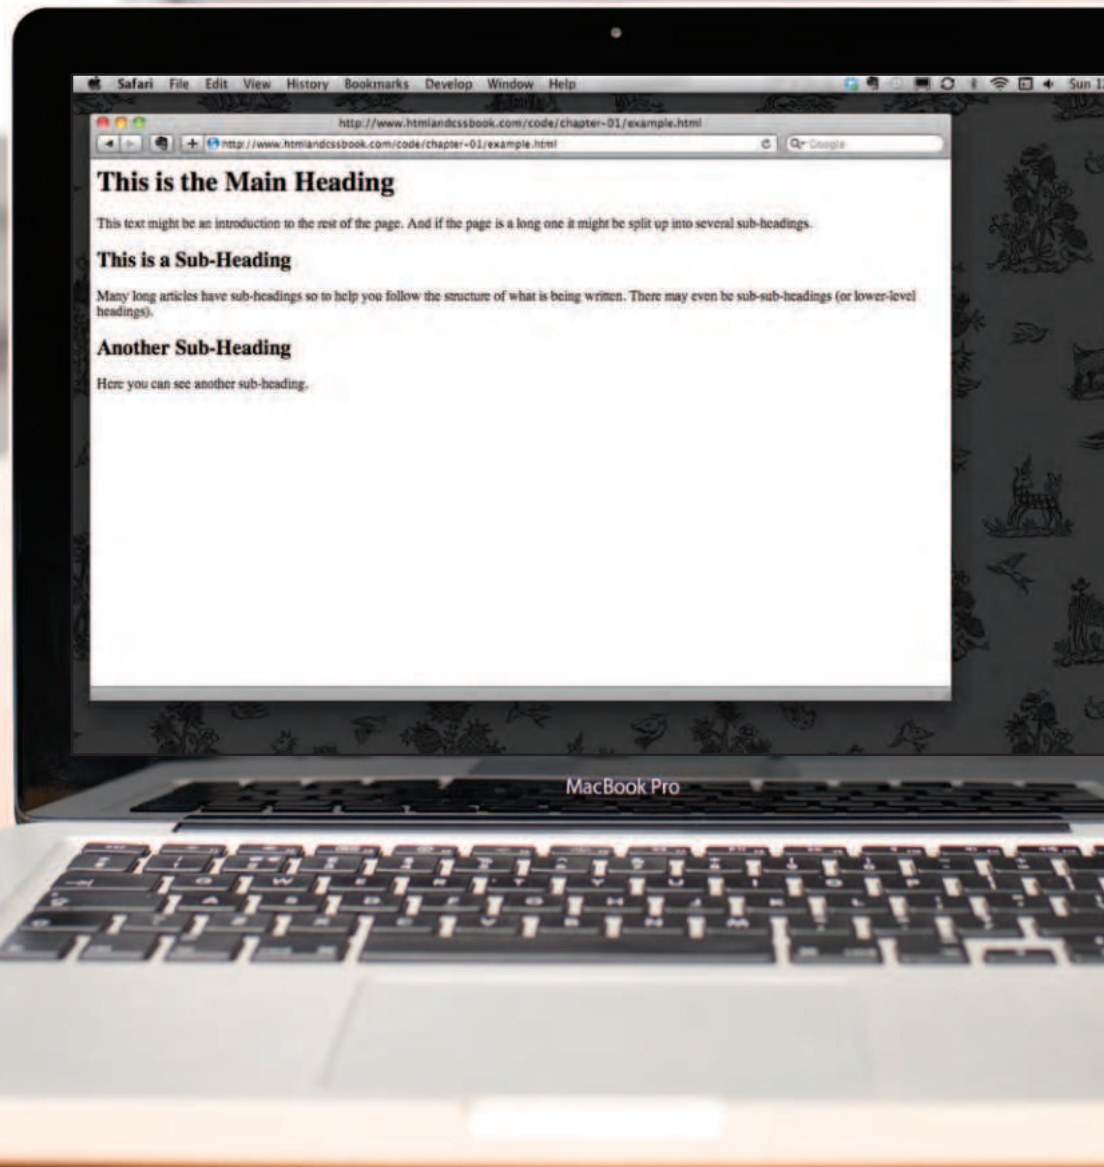 Safari File Edit View History Bookmarks Develop Window Help
Sun 12
http://www.htmlandcssbook.com/code/chapter-01/example.html
http://www.htmlandcssbook.com/code/chapter-01/example.html
Google
This is the Main Heading
This text might be an introduction to the rest of the page. And if the page is a long one it might be split up into several sub-headings.
This is a Sub-Heading
Many long articles have sub-headings so to help you follow the structure of what is being written. There may even be sub-sub-headings (or lower-level
headings).
Another Sub-Heading
Here you can see another sub-heading.
MacBook Pro